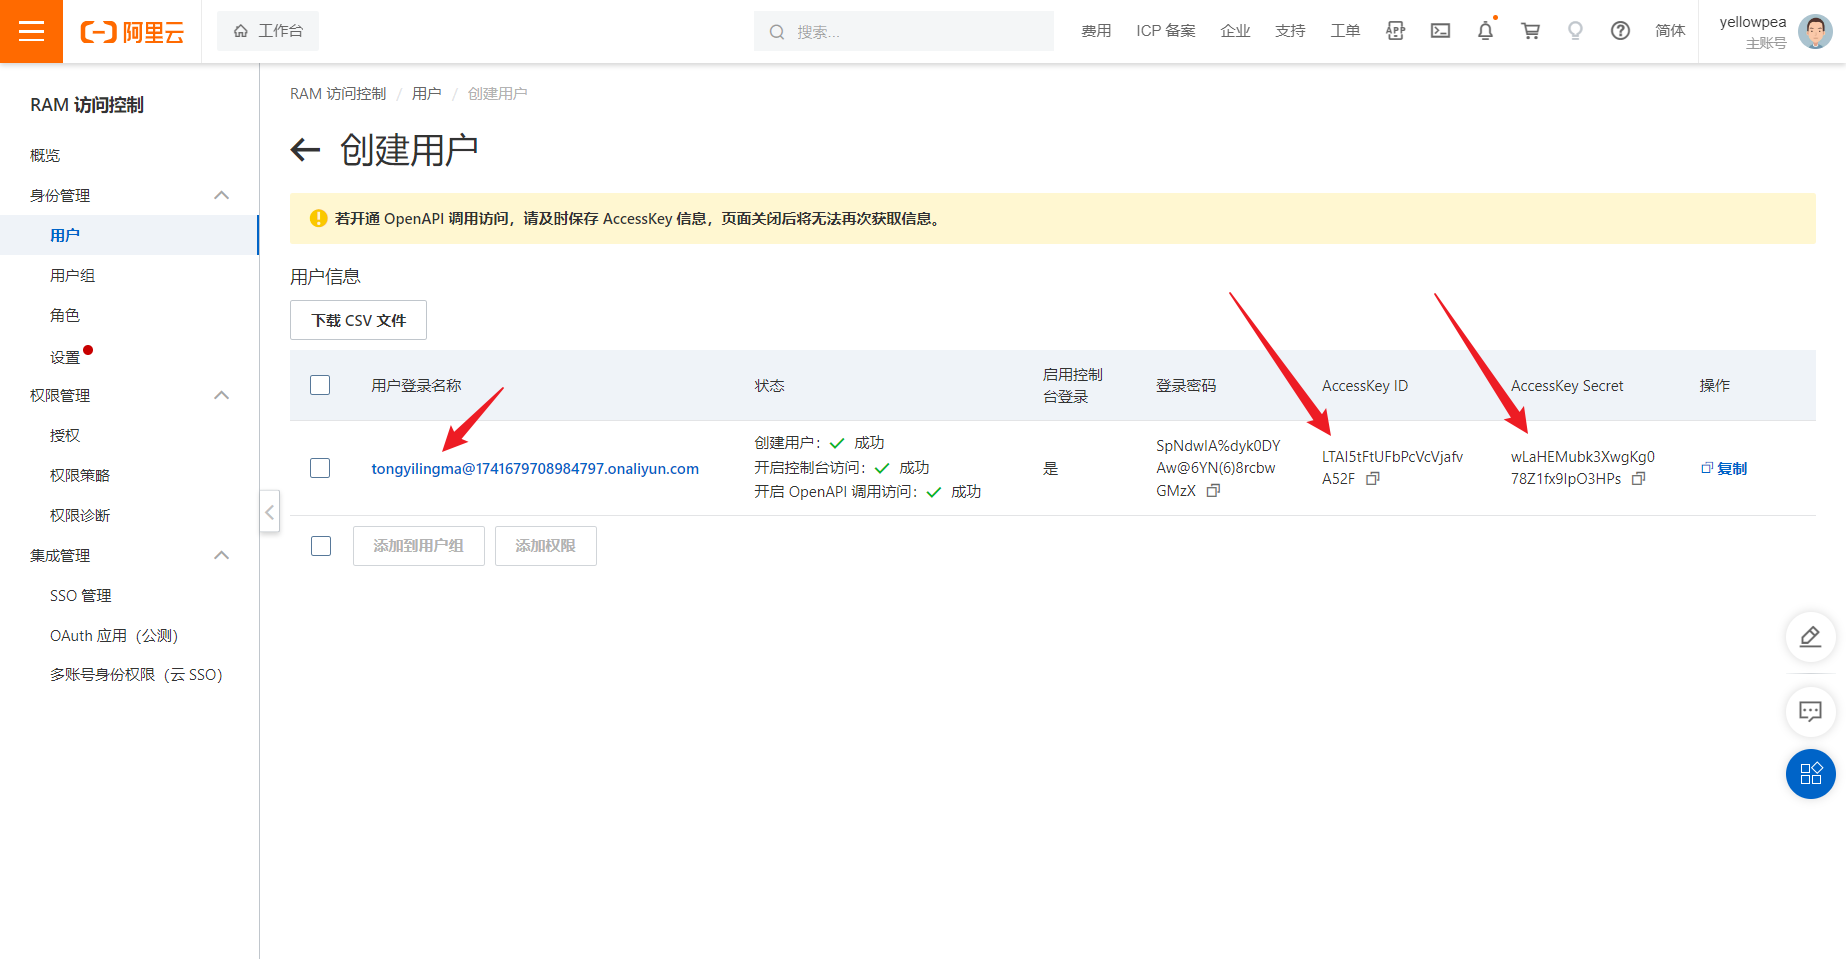 阿里云
工作台
搜索...
费用
ICP 备案
企业
支持
工单
APP
简体
yellowpea
主账号
RAM 访问控制
概览
身份管理
用户
用户组
角色
设置
权限管理
授权
权限策略
权限诊断
集成管理
SSO 管理
OAuth 应用（公测）
多账号身份权限（云 SSO）
RAM 访问控制 / 用户 / 创建用户
创建用户
若开通 OpenAPI 调用访问，请及时保存 AccessKey 信息，页面关闭后将无法再次获取信息。
用户信息
下载 CSV 文件
用户登录名称
状态
启用控制
台登录
登录密码
AccessKey ID
AccessKey Secret
操作
tongyilingma@1741679708984797.onaliyun.com
创建用户： 成功
开启控制台访问： 成功
开启 OpenAPI 调用访问： 成功
是
SpNdwIA%dyk0DY
Aw@6YN(6)8rcbw
GMzX
LTAI5tFtUFbPcVcVjafv
A52F
wLaHEMubk3XwgKg0
78Z1fx9IpO3HPs
复制
添加到用户组
添加权限